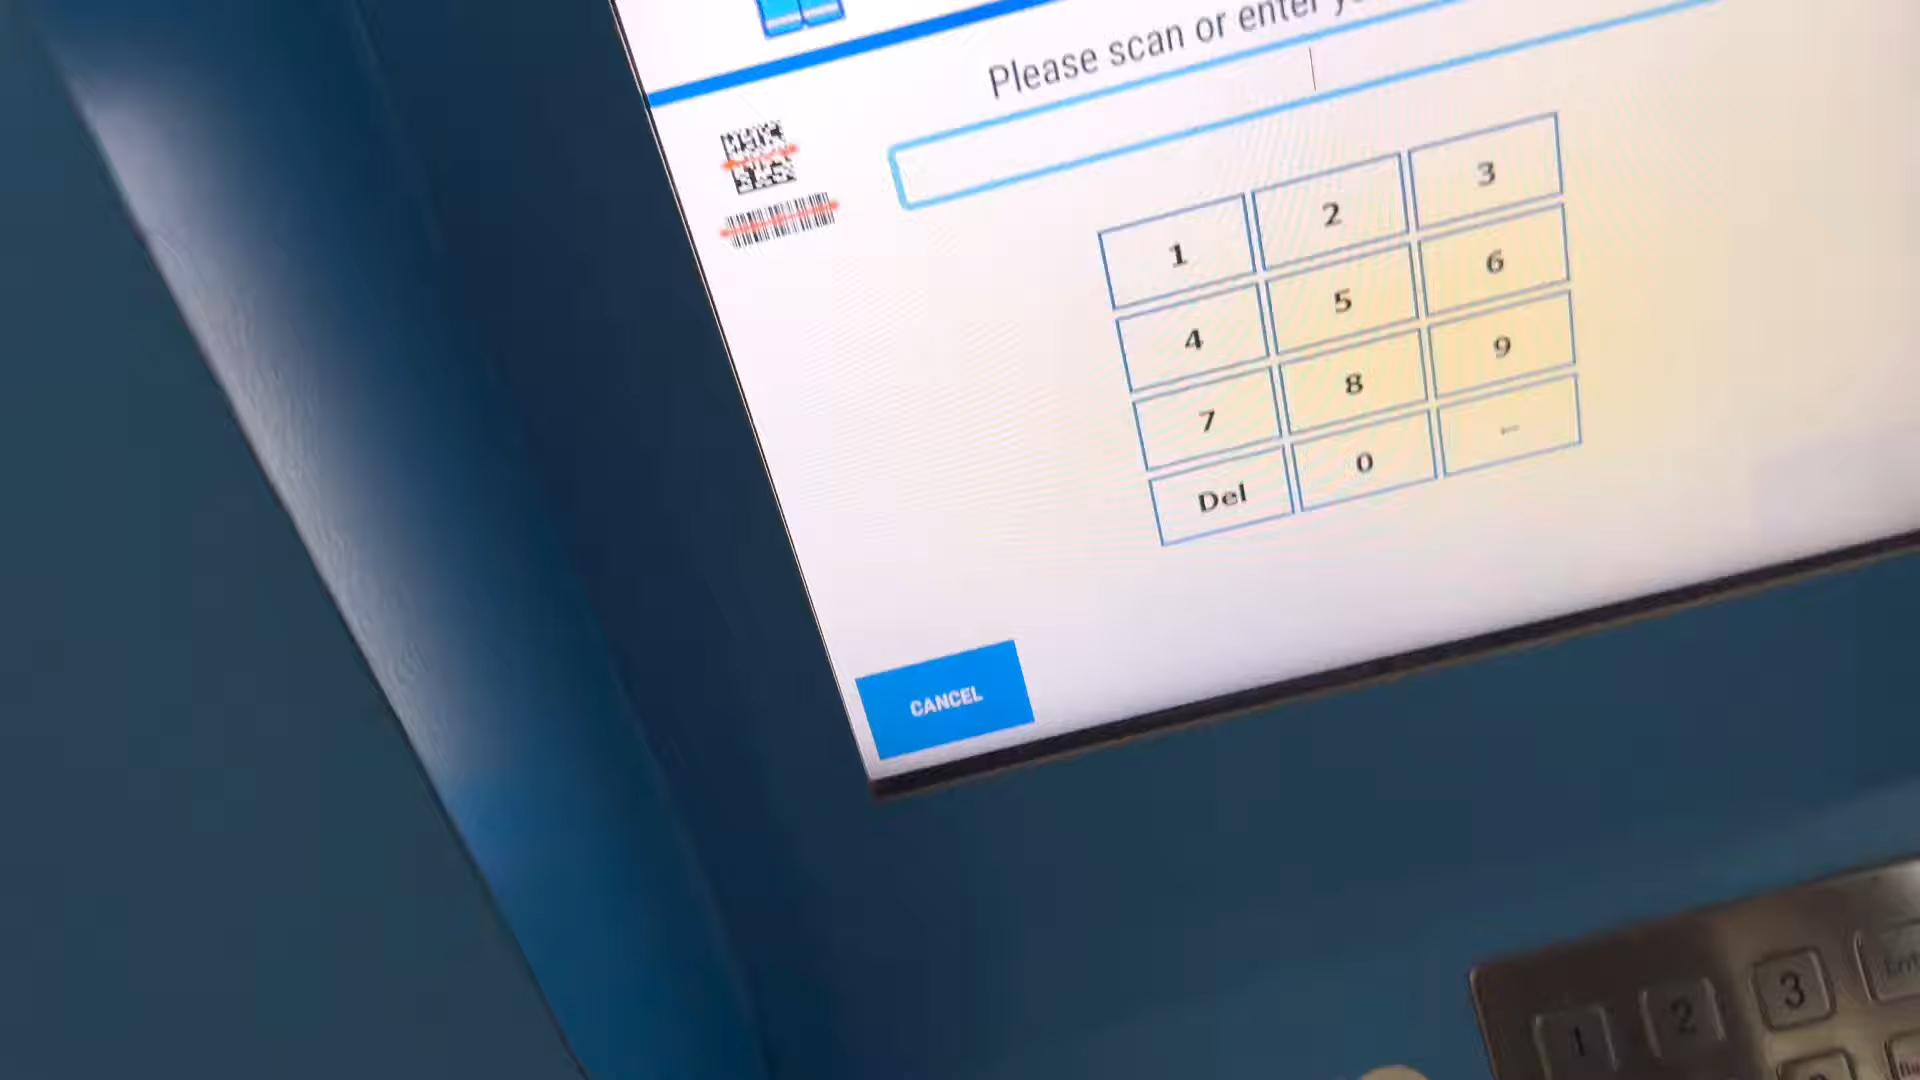 Please scan or enter
1 2 3
4 5 6
7 8 9
Del 0 ←
CANCEL
1 2 3